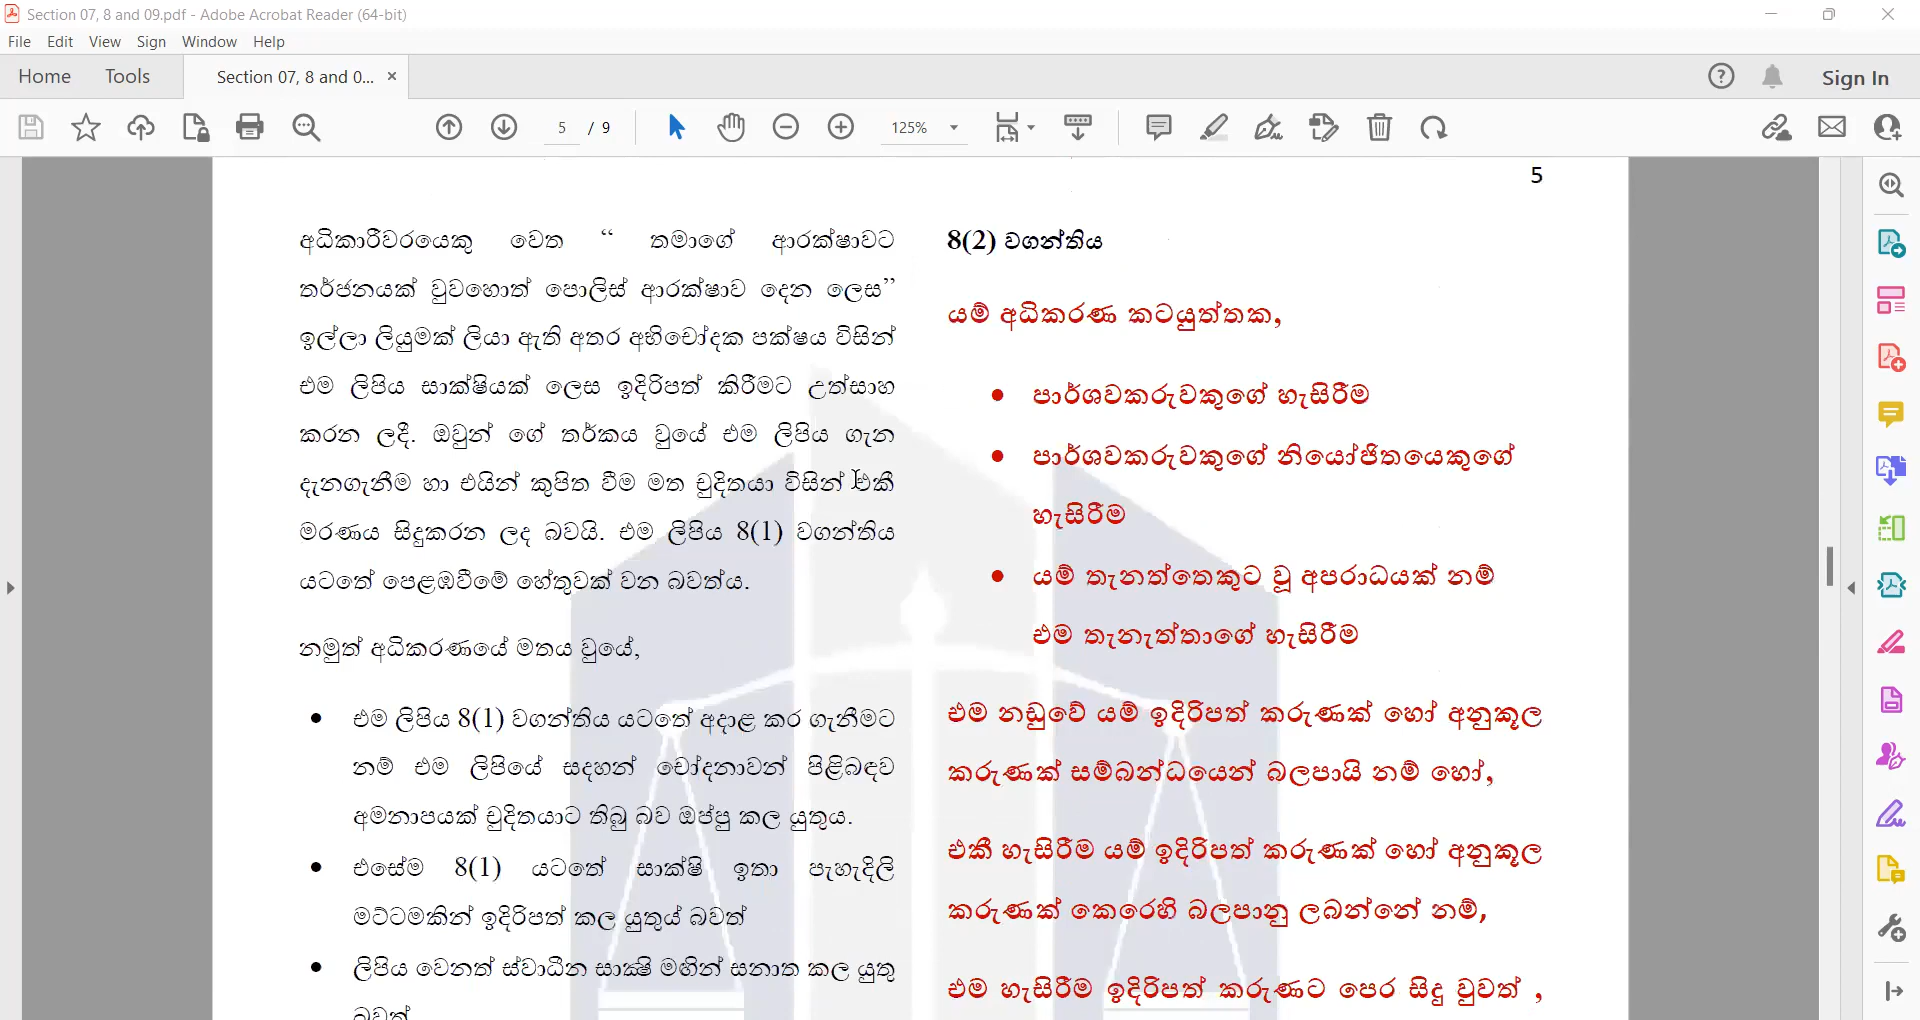 Section 07, 8 and 09.pdf - Adobe Acrobat Reader (64-bit)
File Edit View Sign Window Help
Home Tools Section 07, 8 and 0... × Sign In
5 / 9 125%
5
අධිකාරීවරයෙකු වෙත “ තමාගේ ආරක්ෂාවට
තර්ජනයක් වුවහොත් පොලිස් ආරක්ෂාව දෙන ලෙස”
ඉල්ලා ලියුමක් ලියා ඇති අතර අභිචෝදක පක්ෂය විසින්
එම ලිපිය සාක්ෂියක් ලෙස ඉදිරිපත් කිරීමට උත්සාහ
කරන ලදී. ඔවුන් ගේ තර්කය වුයේ එම ලිපිය ගැන
දැනගැනීම හා එයින් කුපිත වීම මත චුදිතයා විසින් එකී
මරණය සිදුකරන ලද බවයි. එම ලිපිය 8(1) වගන්තිය
යටතේ පෙළඹවීමේ හේතුවක් වන බවත්ය.
නමුත් අධිකරණයේ මතය වුයේ,
• එම ලිපිය 8(1) වගන්තිය යටතේ අදාළ කර ගැනීමට
නම් එම ලිපියේ සදහන් චෝදනාවන් පිළිබඳව
අමනාපයක් චුදිතයාට තිබු බව ඔප්පු කල යුතුය.
• එසේම 8(1) යටතේ සාක්ෂි ඉතා පැහැදිලි
මට්ටමකින් ඉදිරිපත් කල යුතුය් බවත්
• ලිපිය වෙනත් ස්වාධීන සාක්ෂි මඟින් සනාත කල යුතු
බවත්
8(2) වගන්තිය
යම් අධිකරණ කටයුත්තක,
• පාර්ශවකරුවකුගේ හැසිරීම
• පාර්ශවකරුවකුගේ නියෝජිතයෙකුගේ
හැසිරීම
• යම් තැනත්තෙකුට වූ අපරාධයක් නම්
එම තැනැත්තාගේ හැසිරීම
එම නඩුවේ යම් ඉදිරිපත් කරුණක් හෝ අනුකූල
කරුණක් සම්බන්ධයෙන් බලපායි නම් හෝ,
එකී හැසිරීම යම් ඉදිරිපත් කරුණක් හෝ අනුකූල
කරුණක් කෙරෙහි බලපානු ලබන්නේ නම්,
එම හැසිරීම ඉදිරිපත් කරුණට පෙර සිදු වුවත් ,